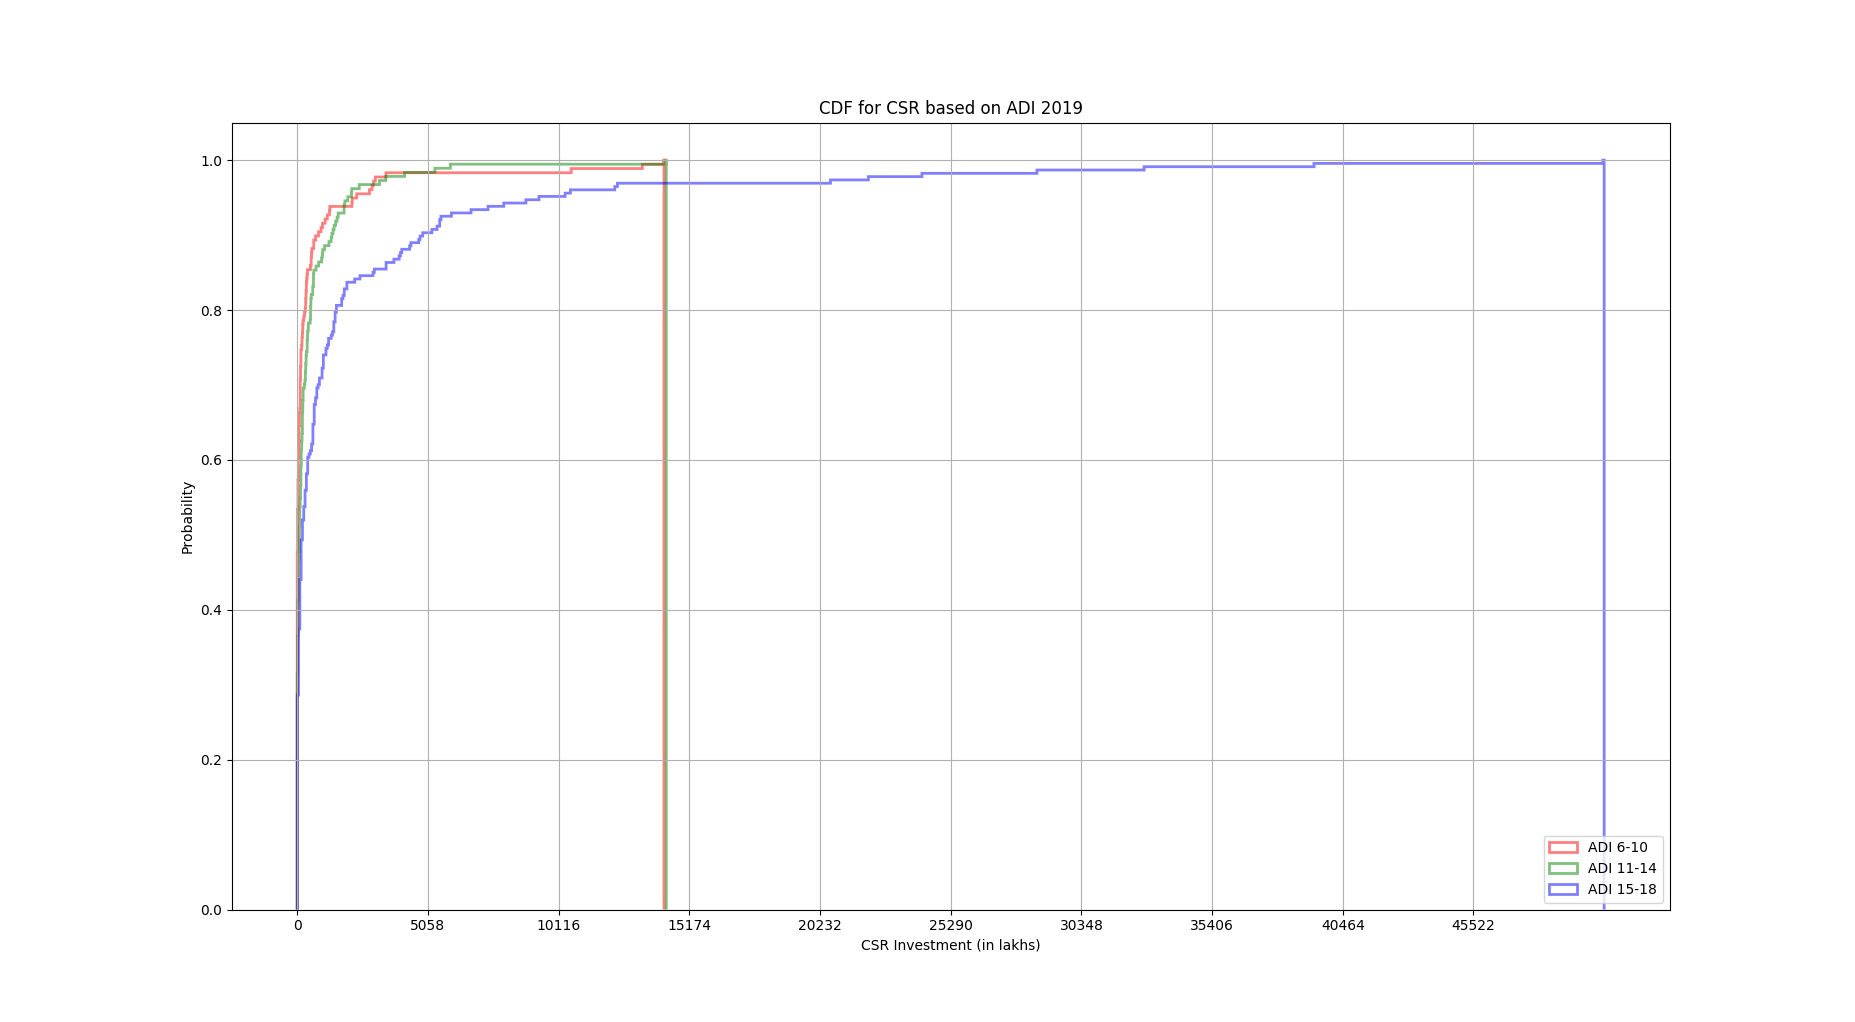 CDF for CSR based on ADI 2019
Probability
1.0
0.8
0.6
0.4
0.2
0.0
0 5058 10116 15174 20232 25290 30348 35406 40464 45522
CSR Investment (in lakhs)
ADI 6-10
ADI 11-14
ADI 15-18